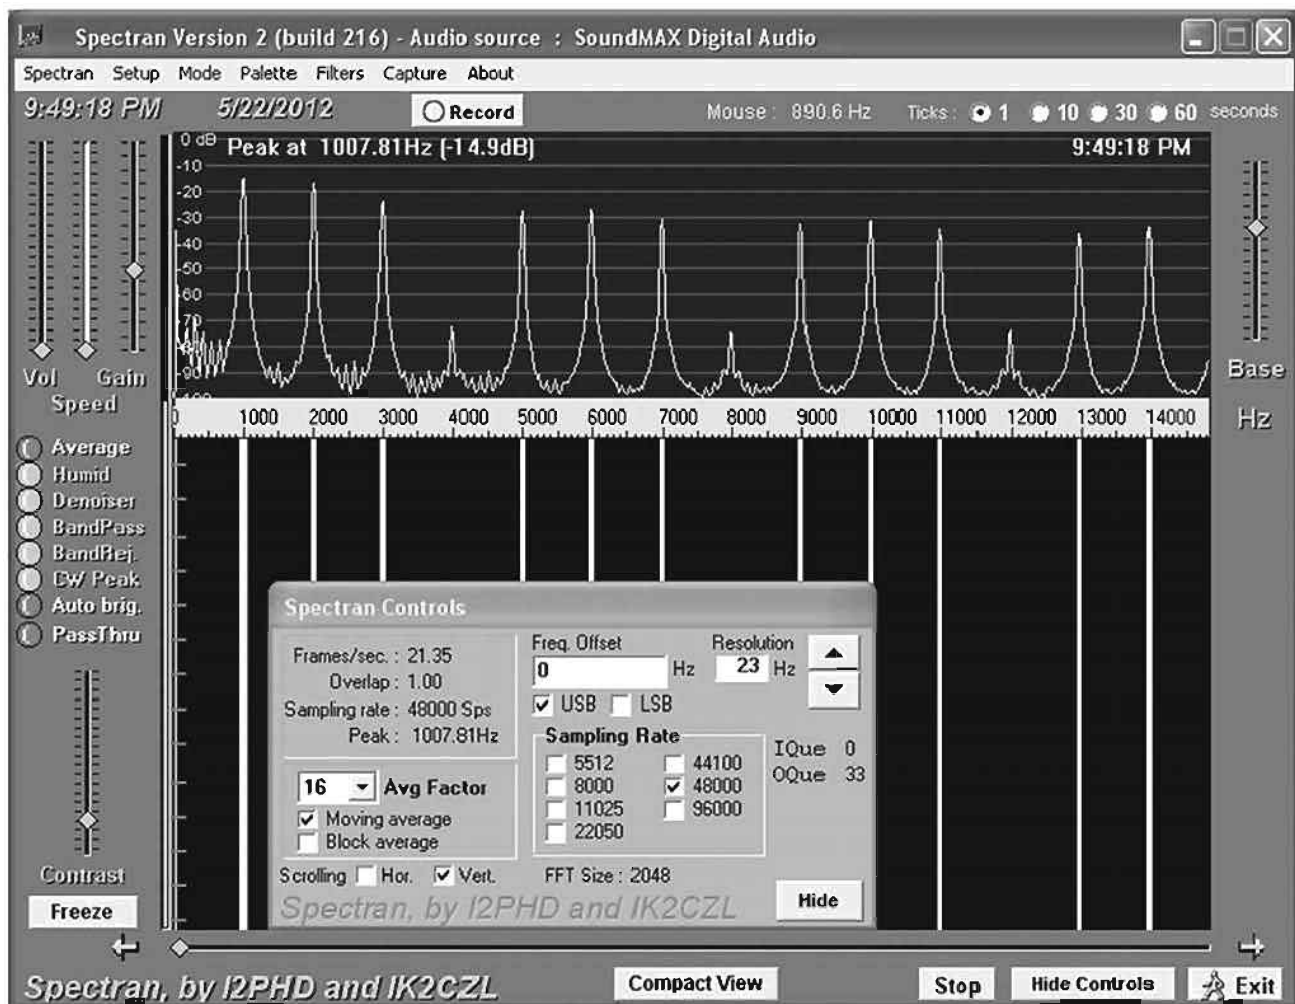 Spectran Version 2 (build 216) - Audio source : SoundMAX Digital Audio
Spectran Setup Mode Palette Filters Capture About
9:49:18 PM 5/22/2012 Record Mouse : 890.6 Hz Ticks : 1 10 30 60 seconds
0 dB Peak at 1007.81Hz (-14.9dB) 9:49:18 PM
-10
-20
-30
-40
-50
-60
-70
-80
-90
-100
Vol Gain
Speed
Base
0 1000 2000 3000 4000 5000 6000 7000 8000 9000 10000 11000 12000 13000 14000
Hz
Average
Humid
Denoiser
BandPass
BandRej.
CW Peak
Auto brig.
PassThru
Contrast
Freeze
Spectran Controls
Frames/sec. : 21.35
Overlap : 1.00
Sampling rate : 48000 Sps
Peak : 1007.81Hz
Freq. Offset Resolution
0 Hz 23 Hz
USB LSB
16 Avg Factor
Moving average
Block average
Sampling Rate
5512 44100
8000 48000
11025 96000
22050
IQue 0
OQue 33
Scrolling Hor. Vert. FFT Size : 2048
Spectran, by I2PHD and IK2CZL Hide
Spectran, by I2PHD and IK2CZL Compact View Stop Hide Controls Exit